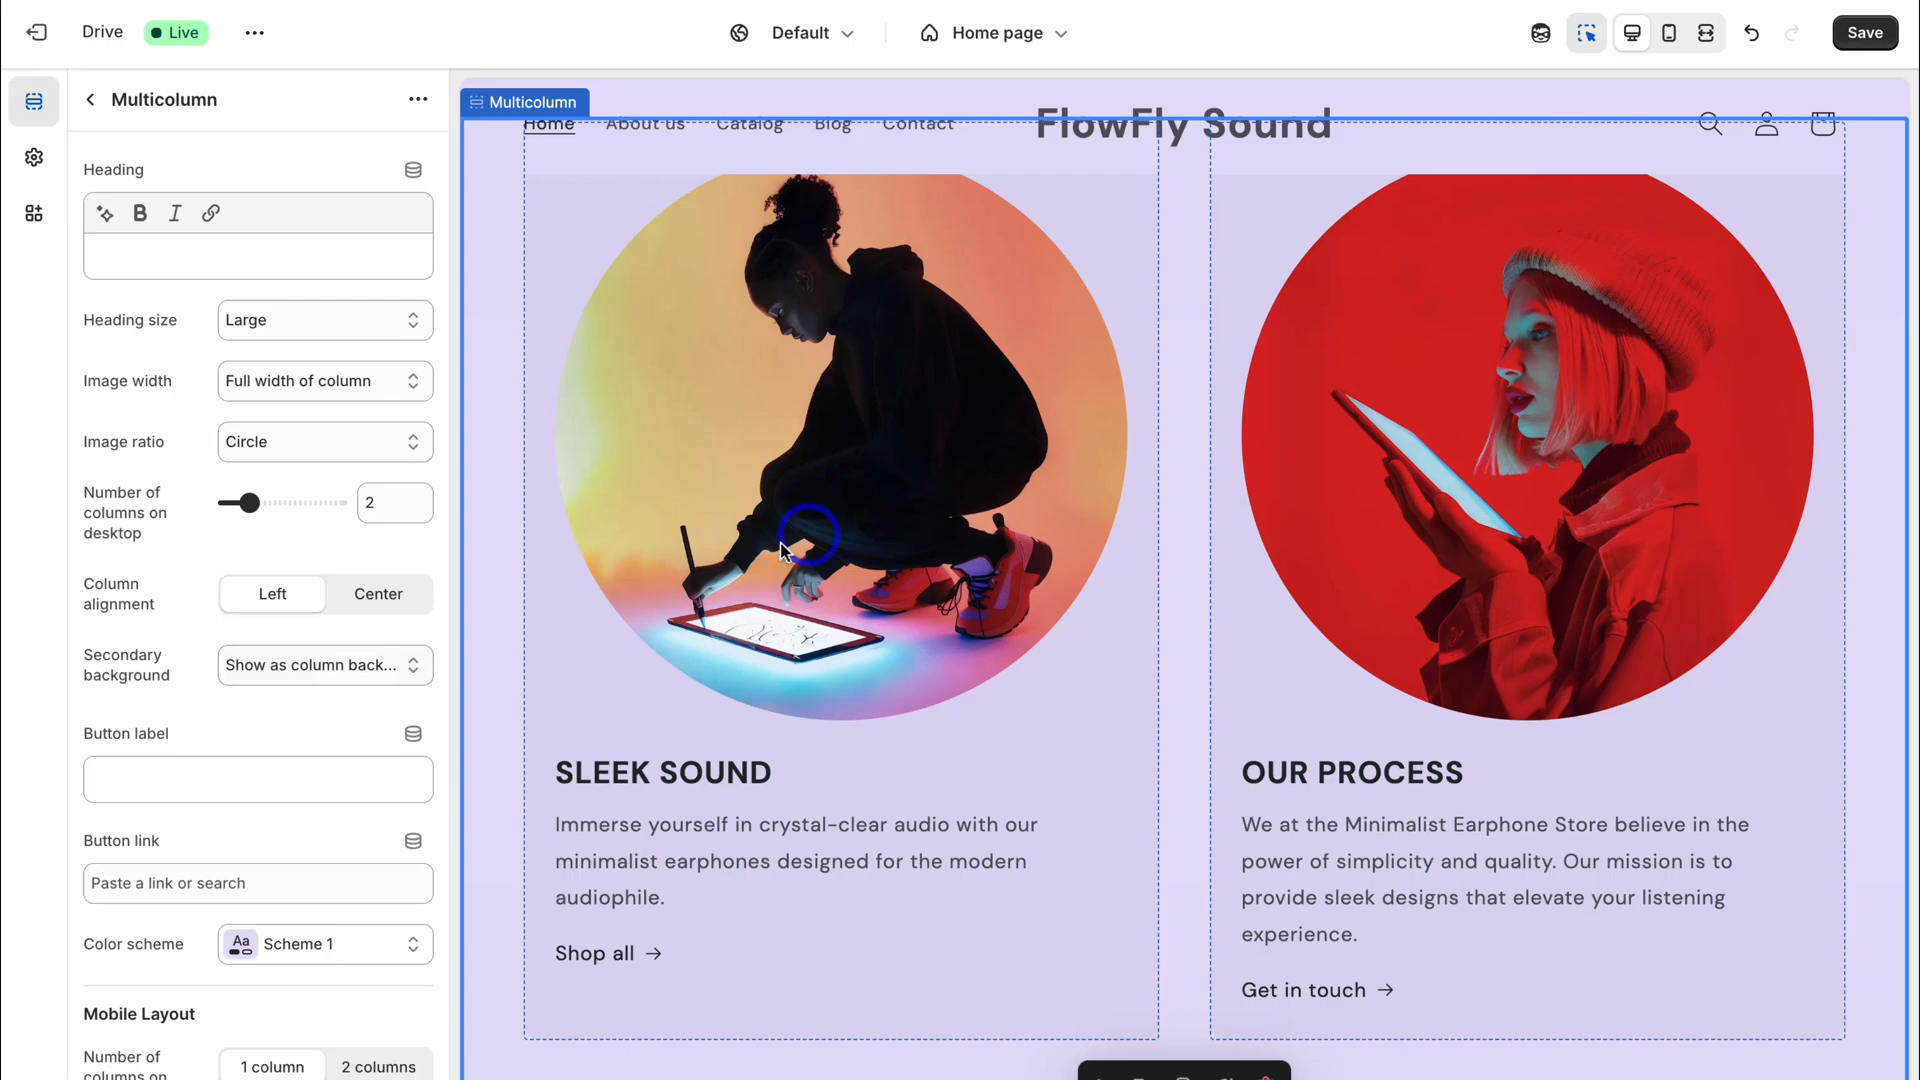 Drive
Live
Default
Home page
Save
Multicolumn
Heading
Heading size
Large
Image width
Full width of column
Image ratio
Circle
Number of
columns on
desktop
2
Column
alignment
Left
Center
Secondary
background
Show as column back...
Button label
Button link
Paste a link or search
Color scheme
Aa
Scheme 1
Mobile Layout
Number of
columns on
1 column
2 columns
Multicolumn
Home
About us
Catalog
Blog
Contact
FlowFly Sound
SLEEK SOUND
Immerse yourself in crystal-clear audio with our
minimalist earphones designed for the modern
audiophile.
Shop all →
OUR PROCESS
We at the Minimalist Earphone Store believe in the
power of simplicity and quality. Our mission is to
provide sleek designs that elevate your listening
experience.
Get in touch →